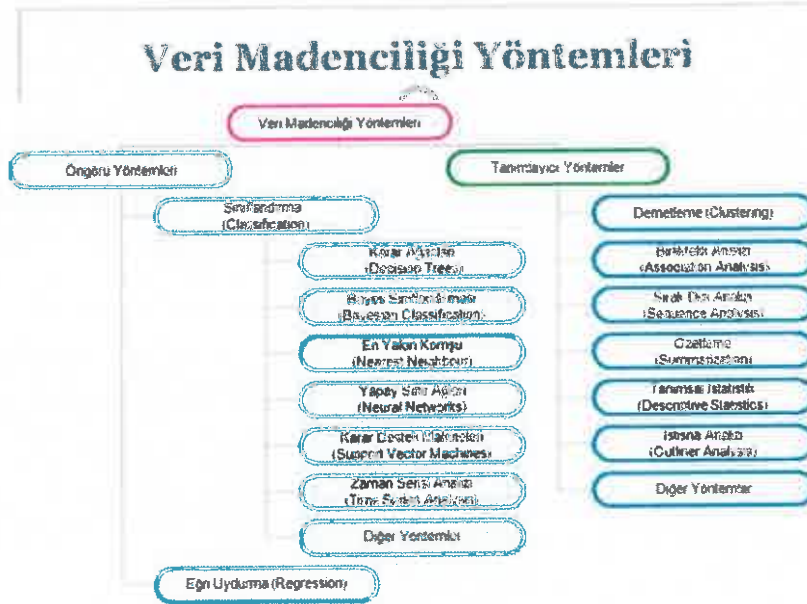 Veri Madenciliği Yöntemleri
Veri Madenciliği Yöntemleri
Öngörü Yöntemleri
Tanımlayıcı Yöntemler
Sınıflandırma
(Classification)
Karar Ağaçları
(Decision Trees)
Bayes Sınıflandırması
(Bayesian Classification)
En Yakın Komşu
(Nearest Neighbour)
Yapay Sinir Ağları
(Neural Networks)
Karar Destek Makineleri
(Support Vector Machines)
Zaman Serisi Analizi
(Time Series Analysis)
Diğer Yöntemler
Eğri Uydurma (Regression)
Demetleme (Clustering)
Birliktelik Analizi
(Association Analysis)
Sıralı Dizi Analizi
(Sequence Analysis)
Özetleme
(Summarization)
Tanımsal İstatistik
(Descriptive Statistics)
İstisna Analizi
(Outlier Analysis)
Diğer Yöntemler